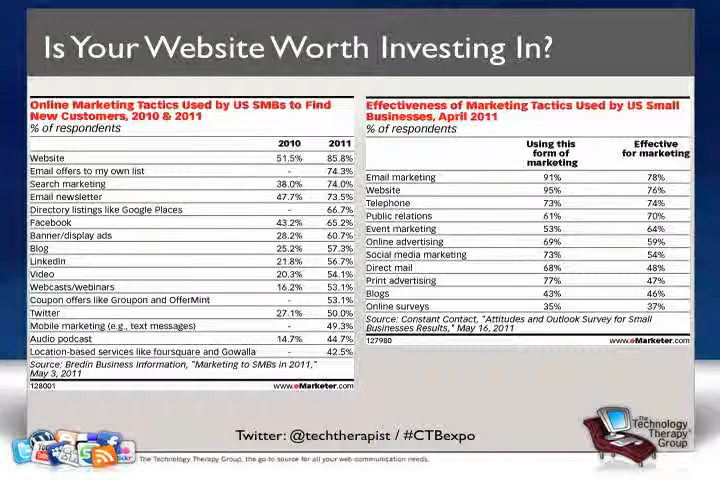 Is Your Website Worth Investing In?
Online Marketing Tactics Used by US SMBs to Find
New Customers, 2010 & 2011
% of respondents
2010 2011
Website 51.5% 85.8%
Email offers to my own list - 74.3%
Search marketing 38.0% 74.0%
Email newsletter 47.7% 73.5%
Directory listings like Google Places - 66.7%
Facebook 43.2% 65.2%
Banner/display ads 28.2% 60.7%
Blog 25.2% 57.3%
LinkedIn 21.8% 56.7%
Video 20.3% 54.1%
Webcasts/webinars 16.2% 53.1%
Coupon offers like Groupon and OfferMint - 53.1%
Twitter 27.1% 50.0%
Mobile marketing (e.g., text messages) - 49.3%
Audio podcast 14.7% 44.7%
Location-based services like foursquare and Gowalla - 42.5%
Source: Bredin Business Information, "Marketing to SMBs in 2011,"
May 3, 2011
128001 www.eMarketer.com
Effectiveness of Marketing Tactics Used by US Small
Businesses, April 2011
% of respondents
Using this Effective
form of for marketing
marketing
Email marketing 91% 78%
Website 95% 76%
Telephone 73% 74%
Public relations 61% 70%
Event marketing 53% 64%
Online advertising 69% 59%
Social media marketing 73% 54%
Direct mail 68% 48%
Print advertising 77% 47%
Blogs 43% 46%
Online surveys 35% 37%
Source: Constant Contact, "Attitudes and Outlook Survey for Small
Businesses Results," May 16, 2011
127980 www.eMarketer.com
Twitter: @techtherapist / #CTBexpo
The
Technology
Therapy
Group
The Technology Therapy Group, the go-to source for all your web communication needs.